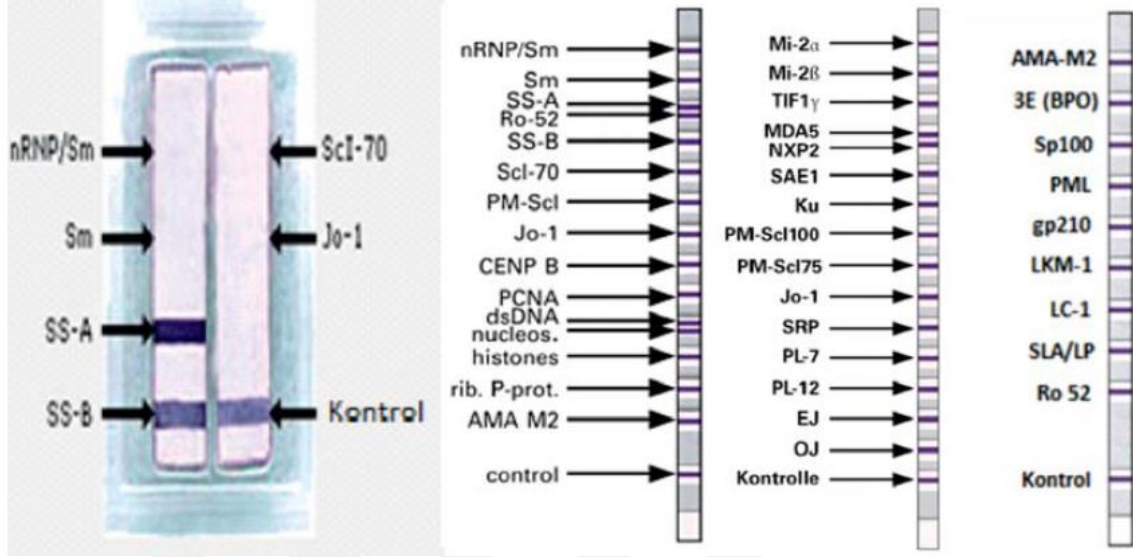 nRNP/Sm
Sm
SS-A
SS-B
Scl-70
Jo-1
Kontrol
nRNP/Sm
Sm
SS-A
Ro-52
SS-B
Scl-70
PM-Scl
Jo-1
CENP B
PCNA
dsDNA
nucleos.
histones
rib. P-prot.
AMA M2
control
Mi-2α
Mi-2ß
TIF1γ
MDA5
NXP2
SAE1
Ku
PM-Scl100
PM-Scl75
Jo-1
SRP
PL-7
PL-12
EJ
OJ
Kontrolle
AMA-M2
3E (BPO)
Sp100
PML
gp210
LKM-1
LC-1
SLA/LP
Ro 52
Kontrol